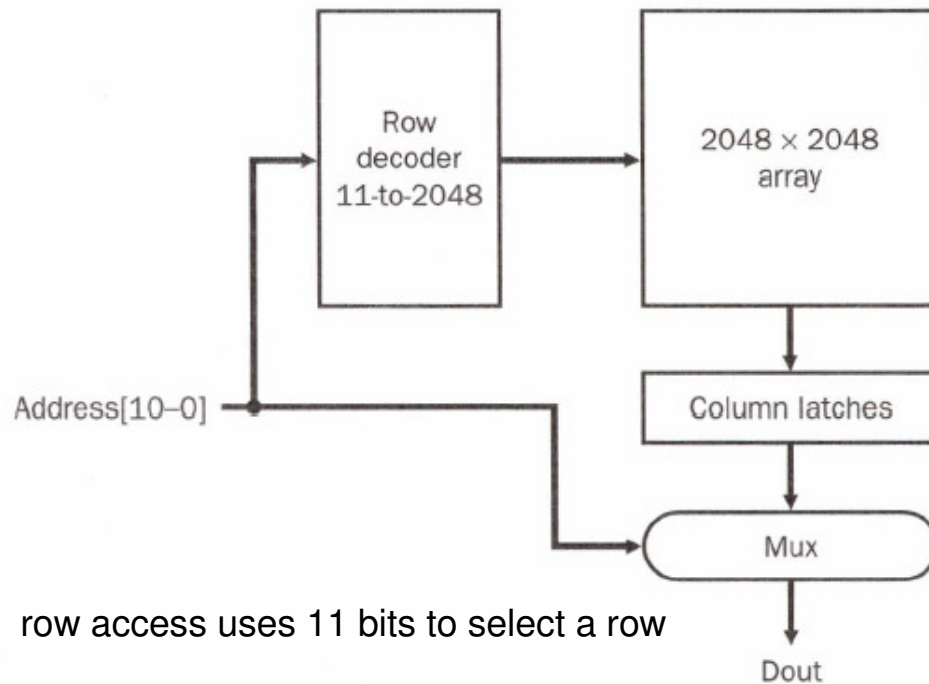 Row
decoder
11-to-2048
2048 × 2048
array
Address[10–0]
Column latches
Mux
row access uses 11 bits to select a row
Dout